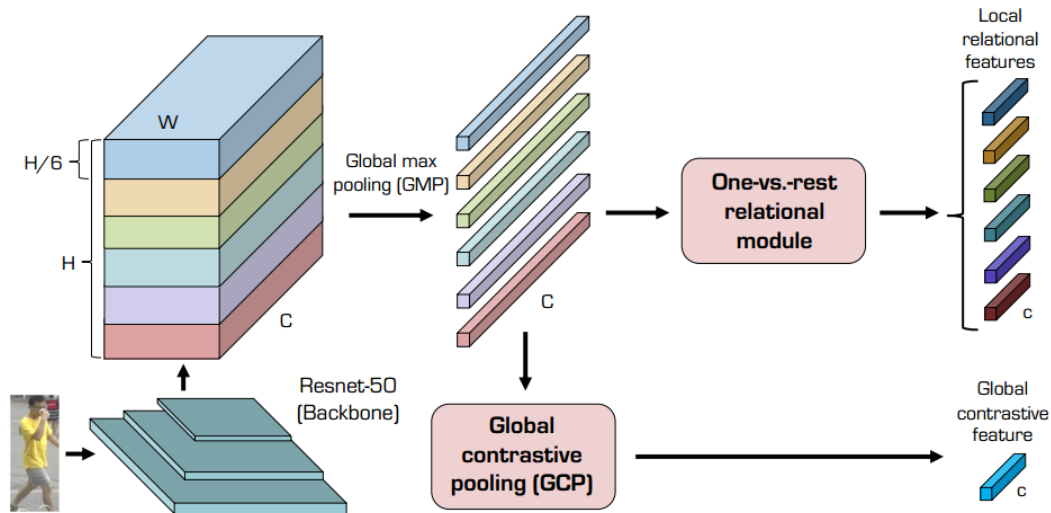 W
H/6
H
C
Global max
pooling (GMP)
C
One-vs.-rest
relational
module
Local
relational
features
c
Resnet-50
(Backbone)
Global
contrastive
pooling (GCP)
Global
contrastive
feature
c